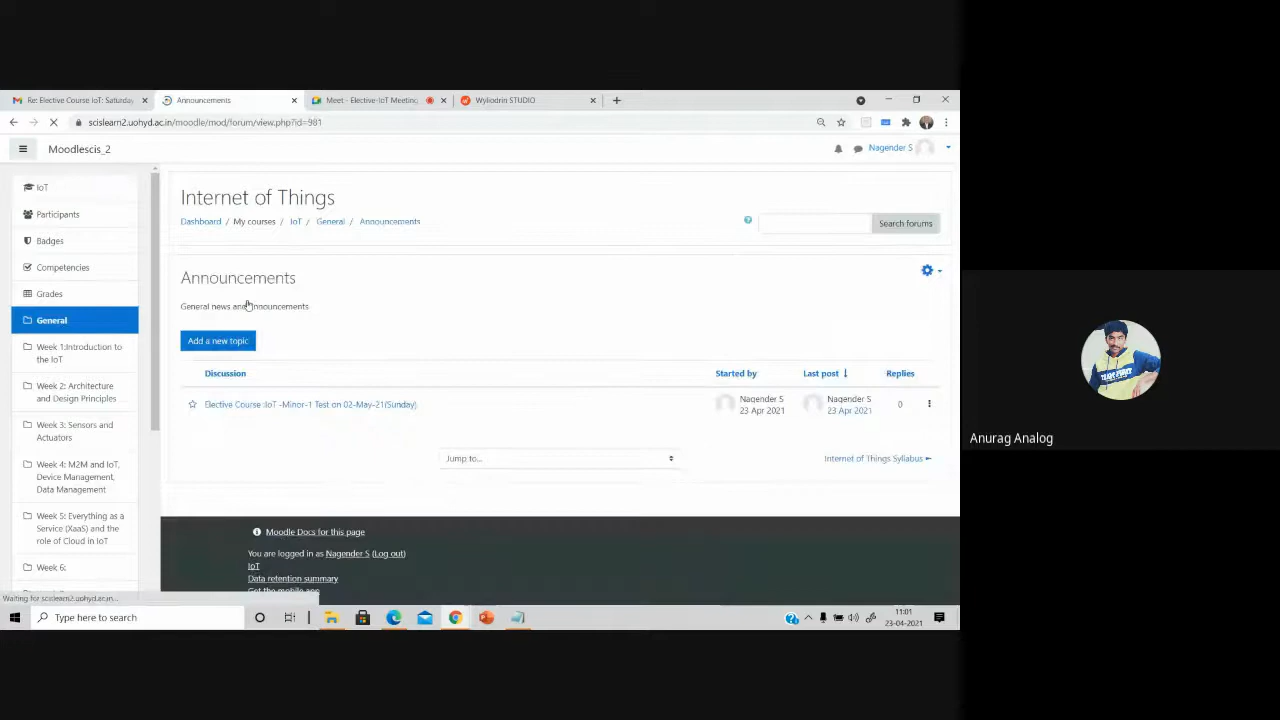 Re: Elective Course IoT: Saturda
Announcements
Meet - Elective-IoT Meeting
Wyliodrin STUDIO
scislearn2.uohyd.ac.in/moodle/mod/forum/view.php?id=981
Moodlescis_2
Nagender S
IoT
Participants
Badges
Competencies
Grades
General
Week 1:Introduction to
the IoT
Week 2: Architecture
and Design Principles
Week 3: Sensors and
Actuators
Week 4: M2M and IoT,
Device Management,
Data Management
Week 5: Everything as a
Service (XaaS) and the
role of Cloud in IoT
Week 6:
Internet of Things
Dashboard / My courses / IoT / General / Announcements
Search forums
Announcements
General news and announcements
Add a new topic
Discussion Started by Last post ↓ Replies
Elective Course :IoT -Minor-1 Test on 02-May-21(Sunday) Nagender S Nagender S 0
23 Apr 2021 23 Apr 2021
Jump to... Internet of Things Syllabus ►
Moodle Docs for this page
You are logged in as Nagender S (Log out)
IoT
Data retention summary
Get the mobile app
Waiting for scislearn2.uohyd.ac.in...
Type here to search
11:01
23-04-2021
Anurag Analog